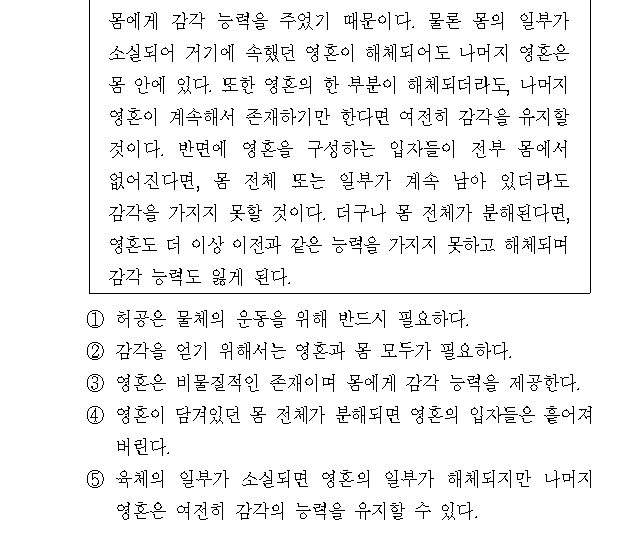 몸에게 감각 능력을 주었기 때문이다. 물론 몸의 일부가
소실되어 거기에 속했던 영혼이 해체되어도 나머지 영혼은
몸 안에 있다. 또한 영혼의 한 부분이 해체되더라도, 나머지
영혼이 계속해서 존재하기만 한다면 여전히 감각을 유지할
것이다. 반면에 영혼을 구성하는 입자들이 전부 몸에서
없어진다면, 몸 전체 또는 일부가 계속 남아 있더라도
감각을 가지지 못할 것이다. 더구나 몸 전체가 분해된다면,
영혼도 더 이상 이전과 같은 능력을 가지지 못하고 해체되며
감각 능력도 잃게 된다.
① 허공은 물체의 운동을 위해 반드시 필요하다.
② 감각을 얻기 위해서는 영혼과 몸 모두가 필요하다.
③ 영혼은 비물질적인 존재이며 몸에게 감각 능력을 제공한다.
④ 영혼이 담겨있던 몸 전체가 분해되면 영혼의 입자들은 흩어져
버린다.
⑤ 육체의 일부가 소실되면 영혼의 일부가 해체되지만 나머지
영혼은 여전히 감각의 능력을 유지할 수 있다.